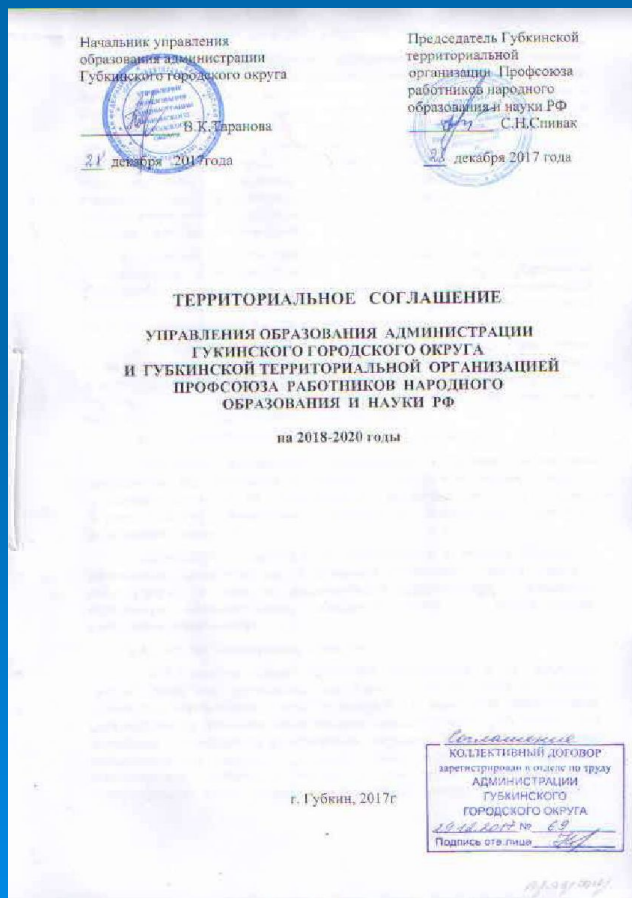 Начальник управления
образования администрации
Губкинского городского округа
В.К.Таранова
28 декабря 2017года
Председатель Губкинской
территориальной
организации Профсоюза
работников народного
образования и науки РФ
С.Н.Спивак
28 декабря 2017 года
ТЕРРИТОРИАЛЬНОЕ СОГЛАШЕНИЕ
УПРАВЛЕНИЯ ОБРАЗОВАНИЯ АДМИНИСТРАЦИИ
ГУКИНСКОГО ГОРОДСКОГО ОКРУГА
И ГУБКИНСКОЙ ТЕРРИТОРИАЛЬНОЙ ОРГАНИЗАЦИЕЙ
ПРОФСОЮЗА РАБОТНИКОВ НАРОДНОГО
ОБРАЗОВАНИЯ И НАУКИ РФ
на 2018-2020 годы
Соглашение
КОЛЛЕКТИВНЫЙ ДОГОВОР
зарегистрирован в отделе по труду
АДМИНИСТРАЦИИ
ГУБКИНСКОГО
ГОРОДСКОГО ОКРУГА
29.12.2017 № 69
Подпись отв.лица
г. Губкин, 2017г